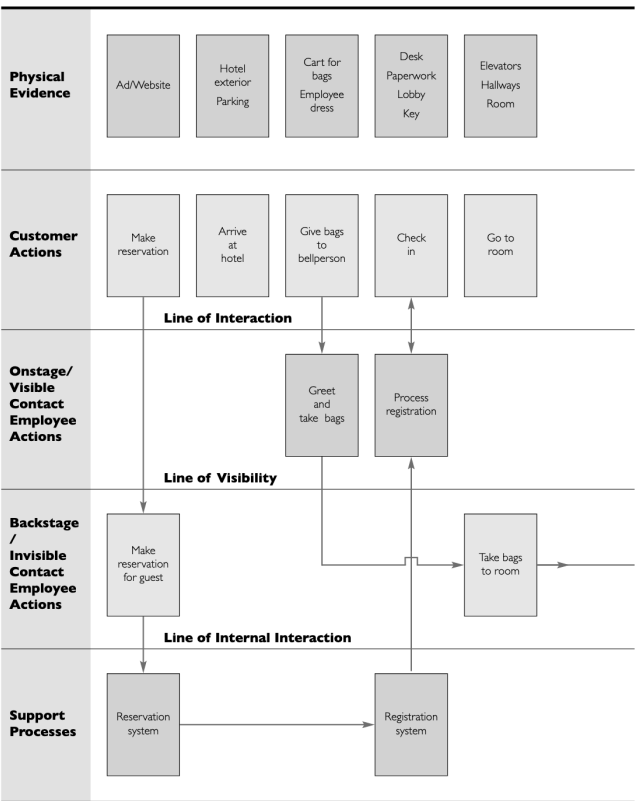 Physical
Evidence
Ad/Website
Hotel
exterior
Parking
Cart for
bags
Employee
dress
Desk
Paperwork
Lobby
Key
Elevators
Hallways
Room
Customer
Actions
Make
reservation
Arrive
at
hotel
Give bags
to
bellperson
Check
in
Go to
room
Line of Interaction
Onstage/
Visible
Contact
Employee
Actions
Greet
and
take bags
Process
registration
Line of Visibility
Backstage
/
Invisible
Contact
Employee
Actions
Make
reservation
for guest
Take bags
to room
Line of Internal Interaction
Support
Processes
Reservation
system
Registration
system